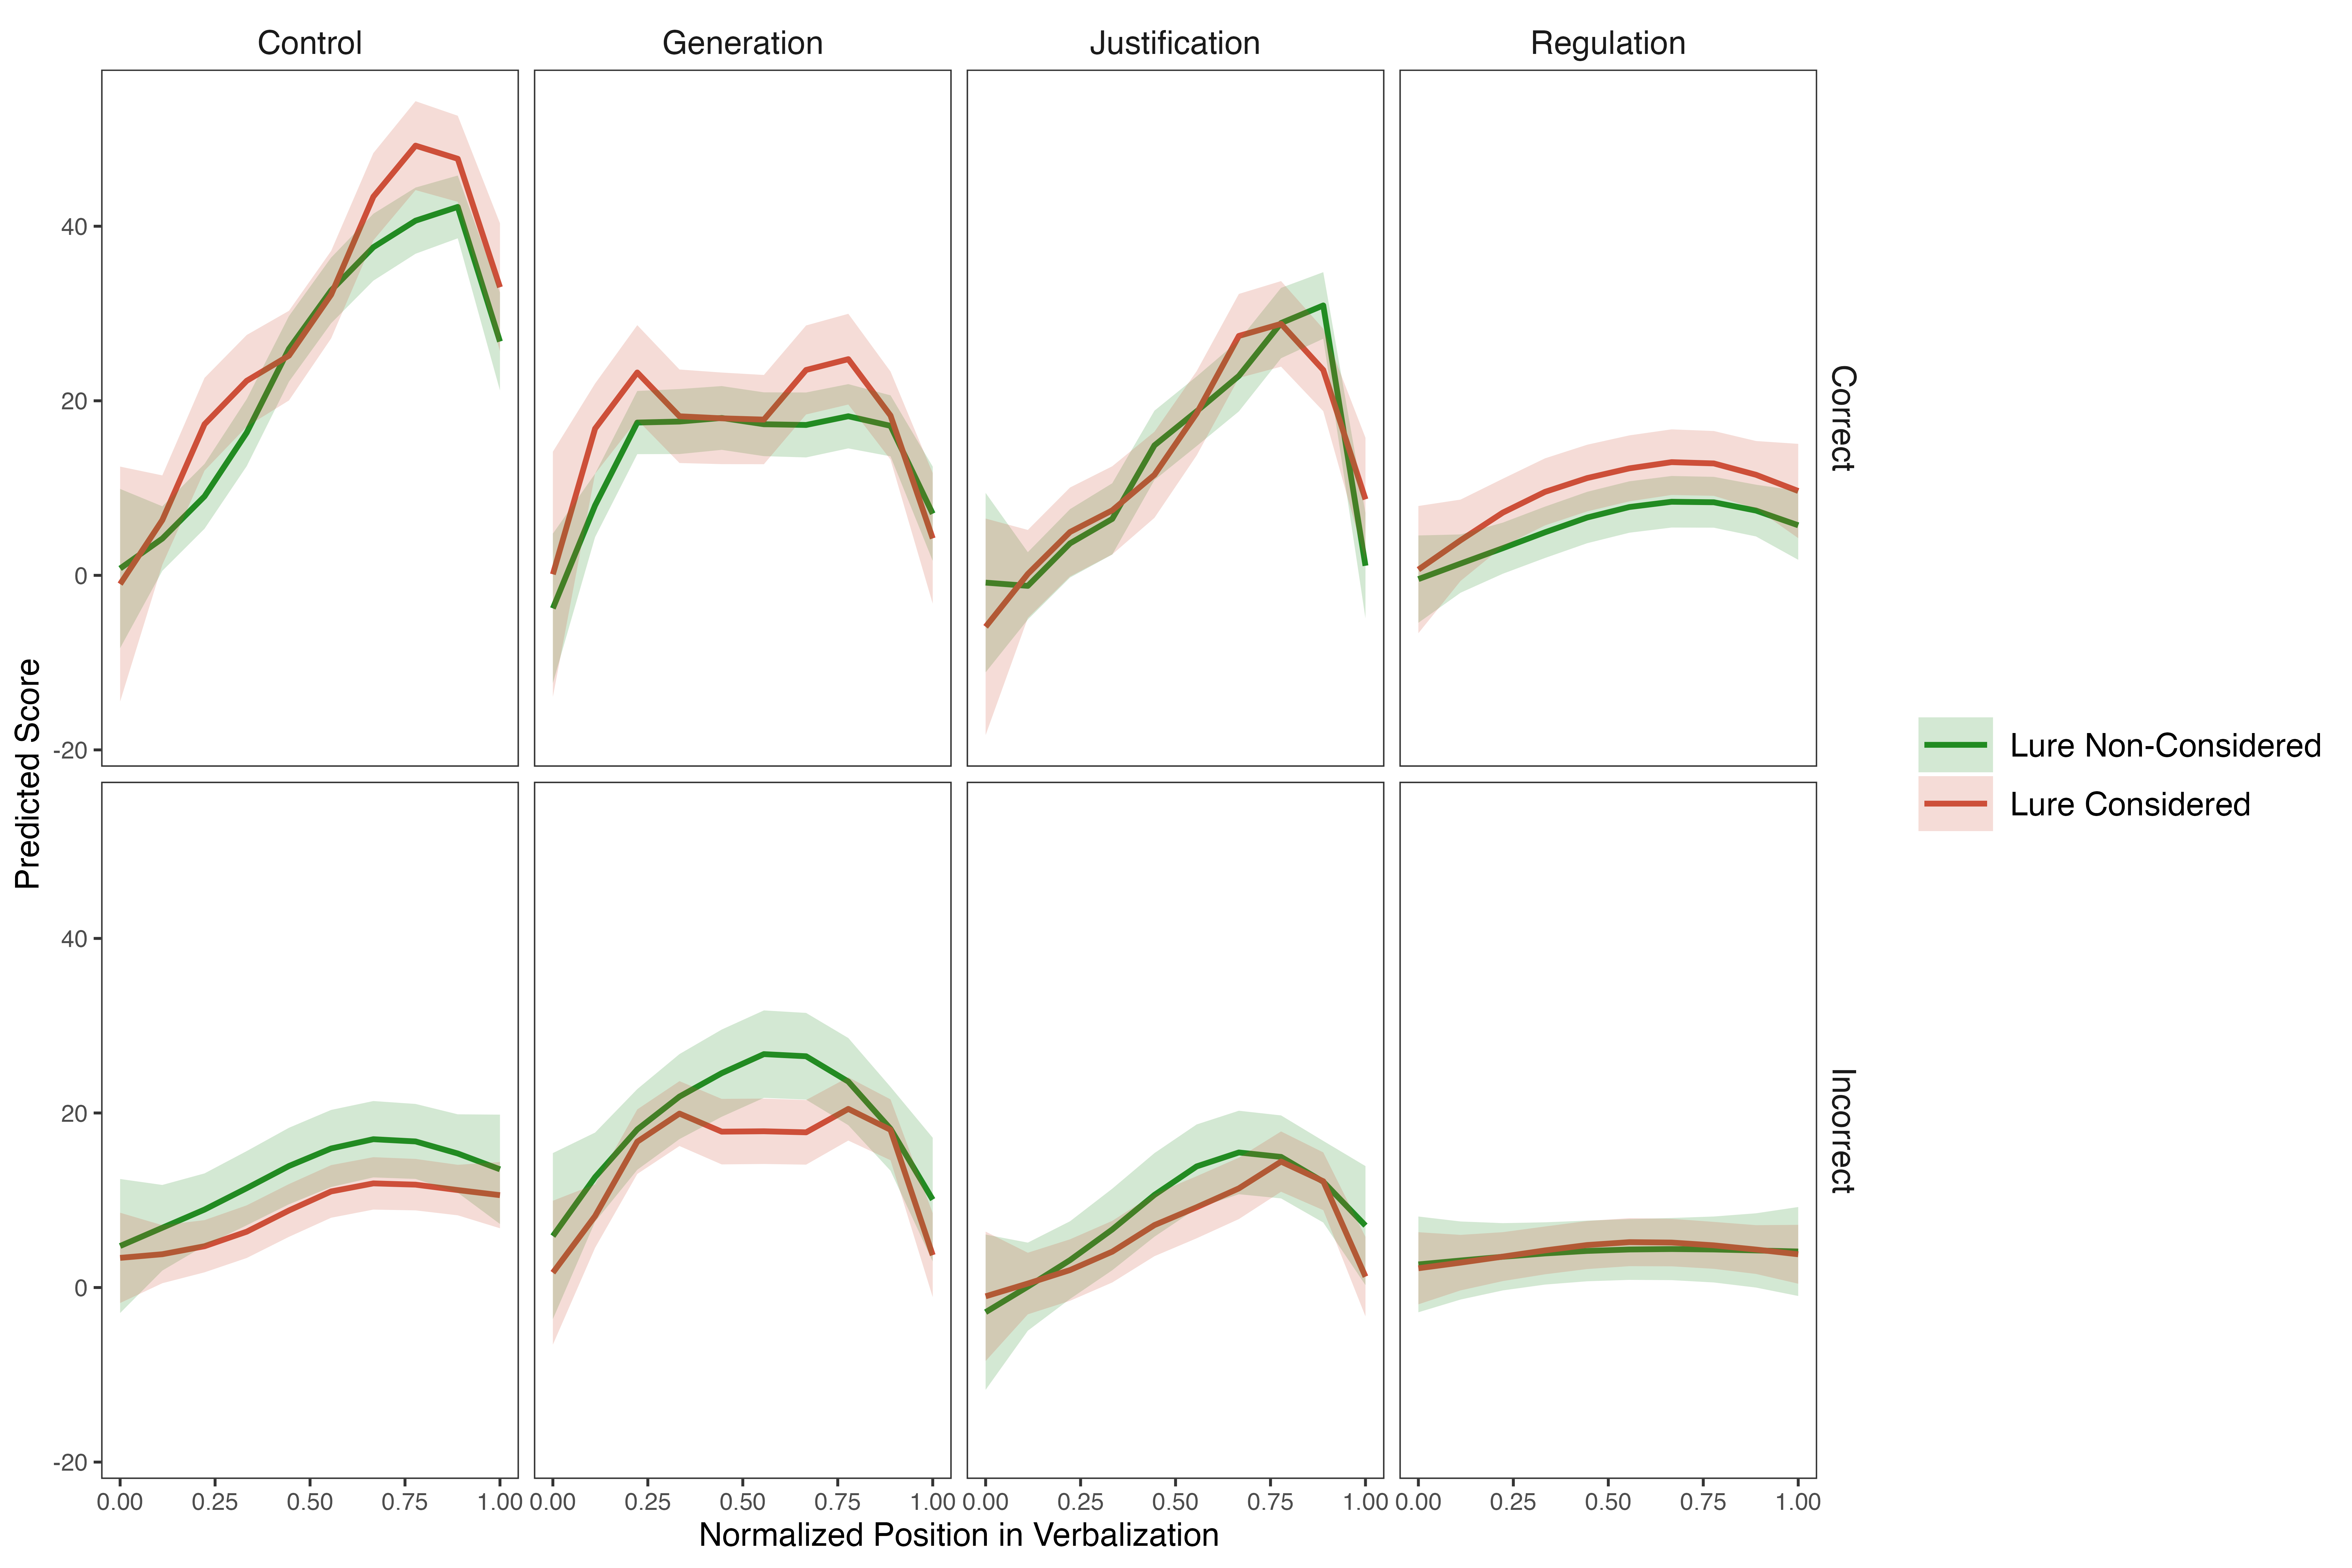 Control Generation Justification Regulation
40
20
0
-20
Correct
40
20
0
-20
Incorrect
0.00 0.25 0.50 0.75 1.00 0.00 0.25 0.50 0.75 1.00 0.00 0.25 0.50 0.75 1.00 0.00 0.25 0.50 0.75 1.00
Normalized Position in Verbalization
Predicted Score
Lure Non-Considered
Lure Considered